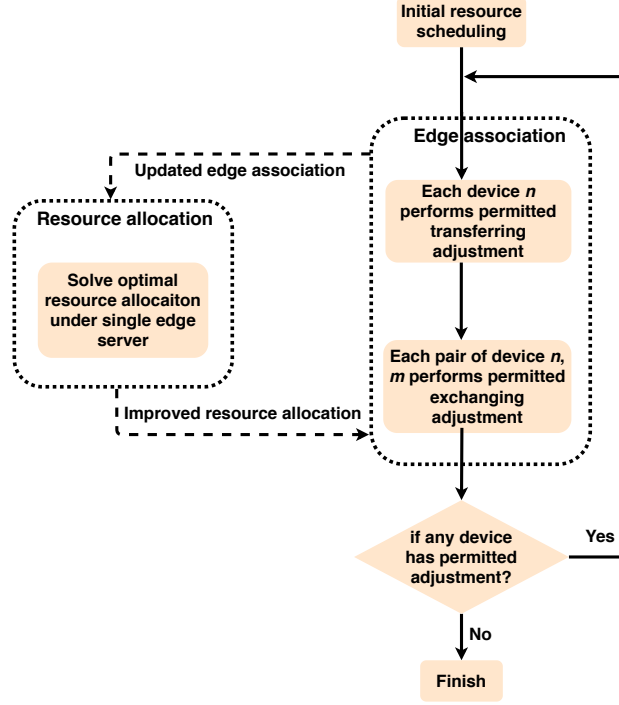 Initial resource
scheduling
Edge association
Updated edge association
Each device n
performs permitted
transferring
adjustment
Resource allocation
Solve optimal
resource allocaiton
under single edge
server
Each pair of device n,
m performs permitted
exchanging
adjustment
Improved resource allocation
if any device
has permitted
adjustment?
Yes
No
Finish